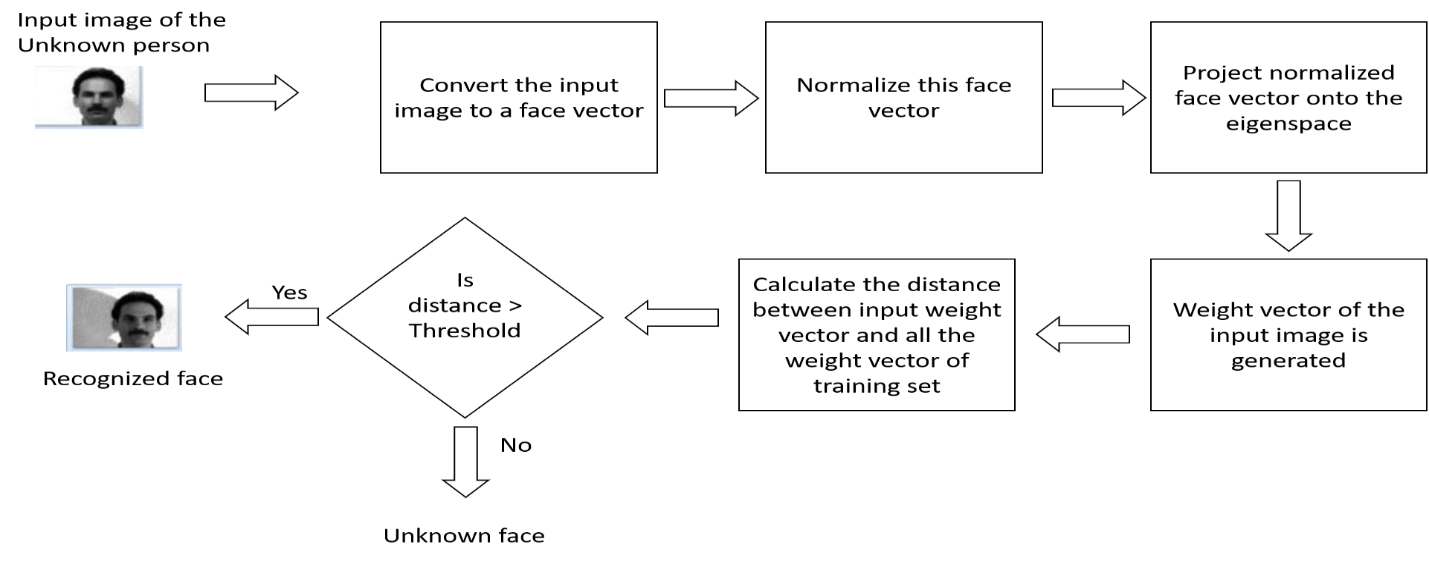 Input image of the
Unknown person
Convert the input
image to a face vector
Normalize this face
vector
Project normalized
face vector onto the
eigenspace
Weight vector of the
input image is
generated
Calculate the distance
between input weight
vector and all the
weight vector of
training set
Is
distance >
Threshold
Yes
Recognized face
No
Unknown face